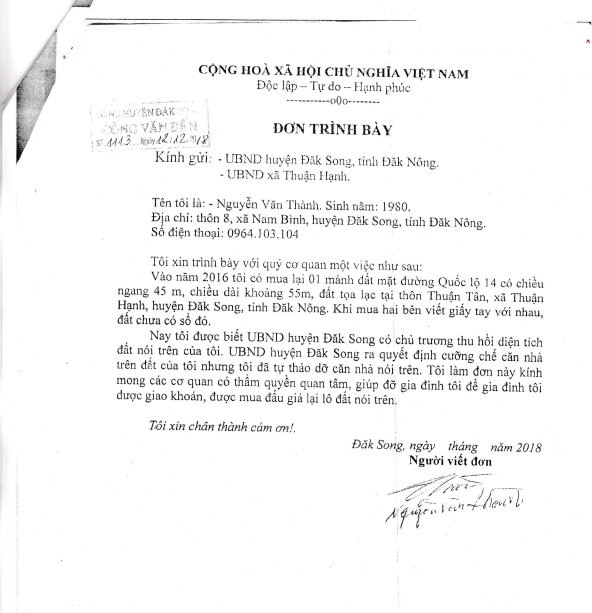 CỘNG HOÀ XÃ HỘI CHỦ NGHĨA VIỆT NAM
Độc lập – Tự do – Hạnh phúc
-----------o0o--------
HUYỆN ĐĂK
CÔNG VĂN ĐẾN
Số 1113 Ngày 12/12/2018
ĐƠN TRÌNH BÀY
Kính gửi: - UBND huyện Đăk Song, tỉnh Đăk Nông.
- UBND xã Thuận Hạnh.
Tên tôi là: - Nguyễn Văn Thành. Sinh năm: 1980.
Địa chỉ: thôn 8, xã Nam Bình, huyện Đăk Song, tỉnh Đăk Nông.
Số điện thoại: 0964.103.104
Tôi xin trình bày với quý cơ quan một việc như sau:
Vào năm 2016 tôi có mua lại 01 mảnh đất mặt đường Quốc lộ 14 có chiều
ngang 45 m, chiều dài khoảng 55m, đất tọa lạc tại thôn Thuận Tân, xã Thuận
Hạnh, huyện Đăk Song, tỉnh Đăk Nông. Khi mua hai bên viết giấy tay với nhau,
đất chưa có sổ đỏ.
Nay tôi được biết UBND huyện Đăk Song có chủ trương thu hồi diện tích
đất nói trên của tôi. UBND huyện Đăk Song ra quyết định cưỡng chế căn nhà
trên đất của tôi nhưng tôi đã tự tháo dỡ căn nhà nói trên. Tôi làm đơn này kính
mong các cơ quan có thẩm quyền quan tâm, giúp đỡ gia đình tôi để gia đình tôi
được giao khoán, được mua đấu giá lại lô đất nói trên.
Tôi xin chân thành cảm ơn!.
Đăk Song, ngày tháng năm 2018
Người viết đơn
Nguyễn Văn Thành